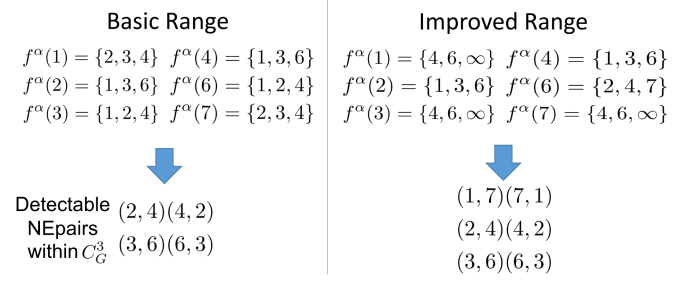 Basic Range
f^α(1) = {2, 3, 4} f^α(4) = {1, 3, 6}
f^α(2) = {1, 3, 6} f^α(6) = {1, 2, 4}
f^α(3) = {1, 2, 4} f^α(7) = {2, 3, 4}
Detectable
NEpairs
within C_G^3
(2, 4)(4, 2)
(3, 6)(6, 3)
Improved Range
f^α(1) = {4, 6, ∞} f^α(4) = {1, 3, 6}
f^α(2) = {1, 3, 6} f^α(6) = {2, 4, 7}
f^α(3) = {4, 6, ∞} f^α(7) = {4, 6, ∞}
(1, 7)(7, 1)
(2, 4)(4, 2)
(3, 6)(6, 3)